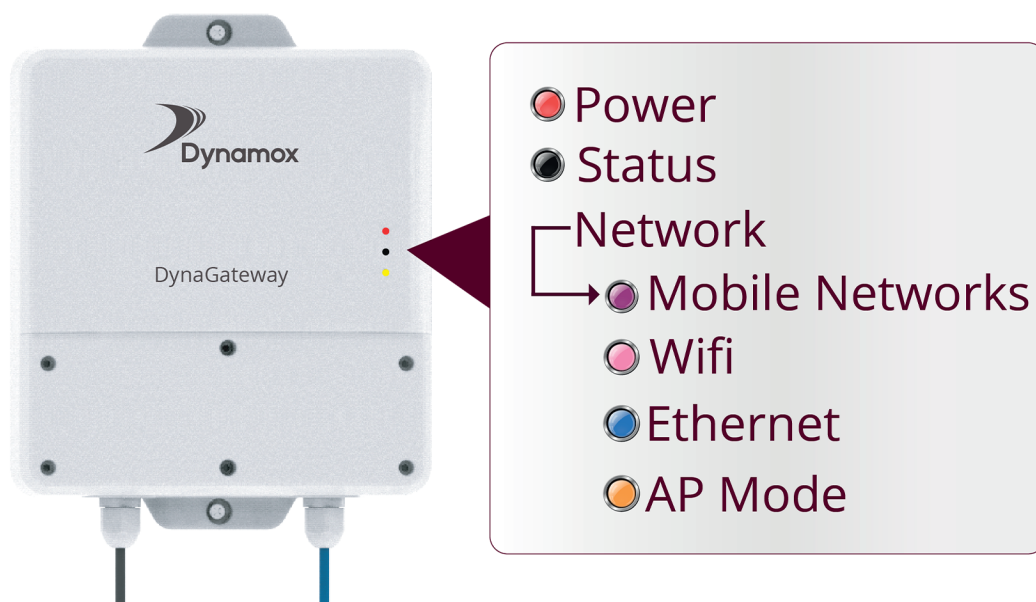 Dynamox
DynaGateway
Power
Status
Network
Mobile Networks
Wifi
Ethernet
AP Mode